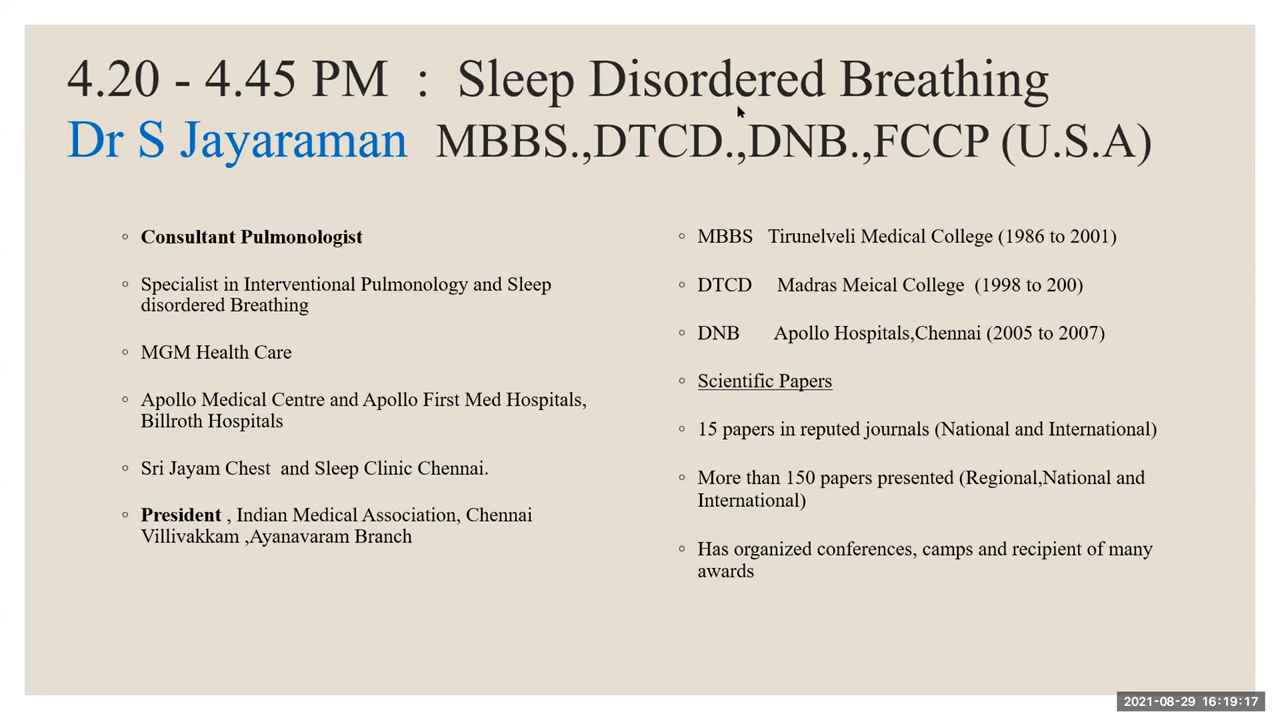 4.20 - 4.45 PM : Sleep Disordered Breathing
Dr S Jayaraman MBBS.,DTCD.,DNB.,FCCP (U.S.A)
◦ Consultant Pulmonologist
◦ Specialist in Interventional Pulmonology and Sleep
disordered Breathing
◦ MGM Health Care
◦ Apollo Medical Centre and Apollo First Med Hospitals,
Billroth Hospitals
◦ Sri Jayam Chest and Sleep Clinic Chennai.
◦ President , Indian Medical Association, Chennai
Villivakkam ,Ayanavaram Branch
◦ MBBS Tirunelveli Medical College (1986 to 2001)
◦ DTCD Madras Meical College (1998 to 200)
◦ DNB Apollo Hospitals,Chennai (2005 to 2007)
◦ Scientific Papers
◦ 15 papers in reputed journals (National and International)
◦ More than 150 papers presented (Regional,National and
International)
◦ Has organized conferences, camps and recipient of many
awards
2021-08-29 16:19:17